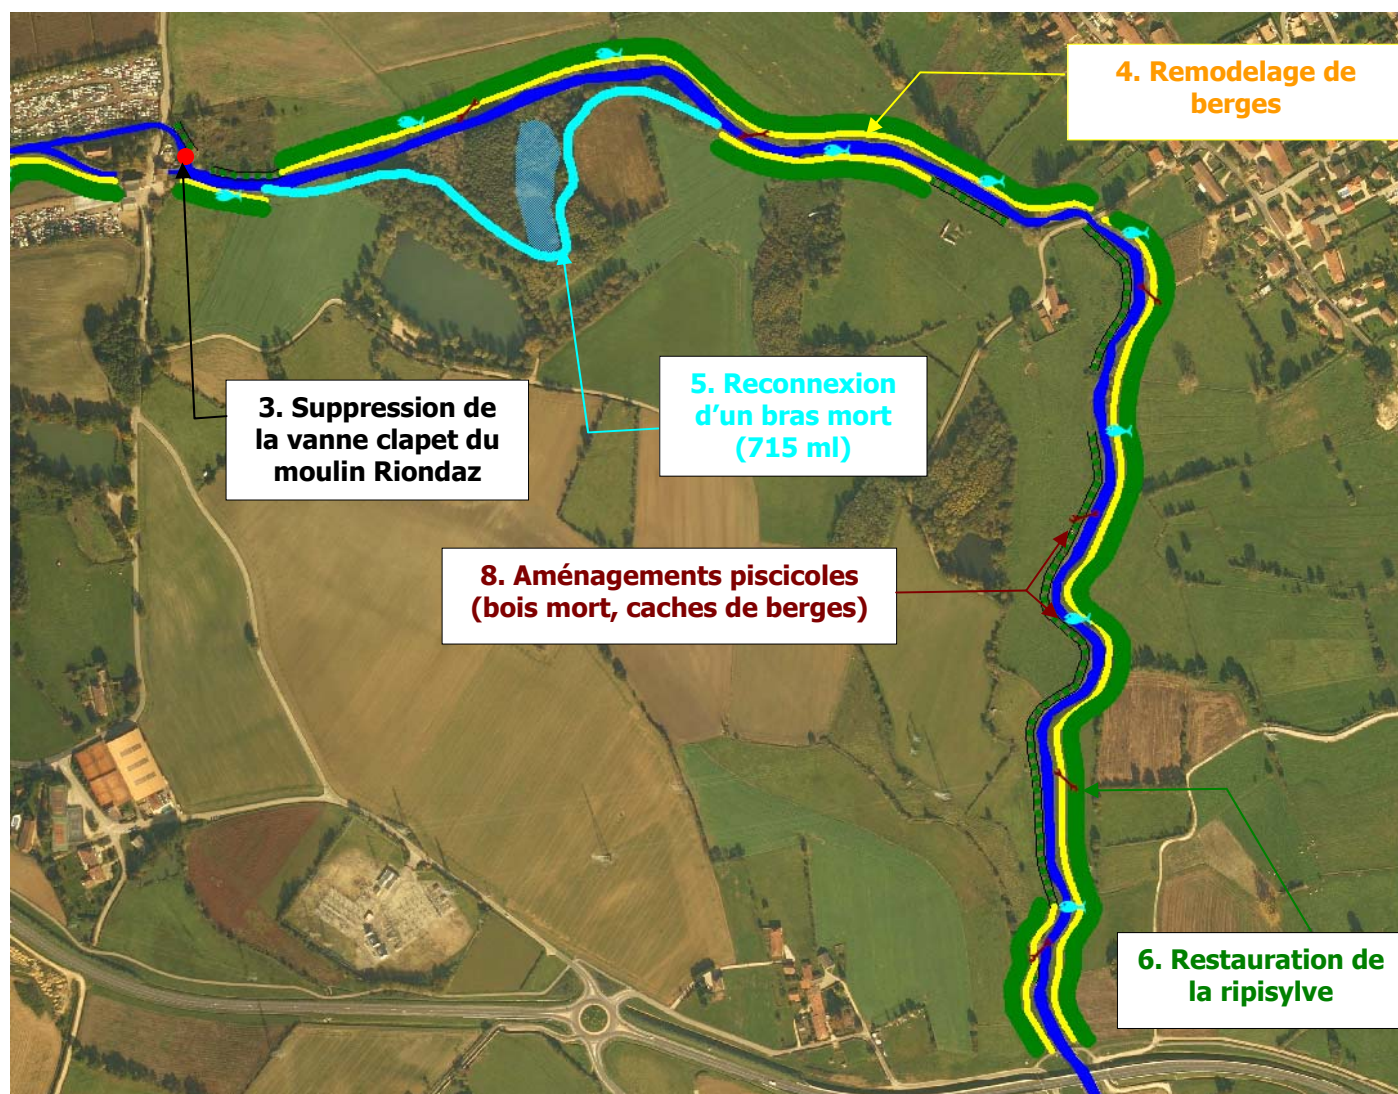 4. Remodelage de
berges
3. Suppression de
la vanne clapet du
moulin Riondaz
5. Reconnexion
d’un bras mort
(715 ml)
8. Aménagements piscicoles
(bois mort, caches de berges)
6. Restauration de
la ripisylve